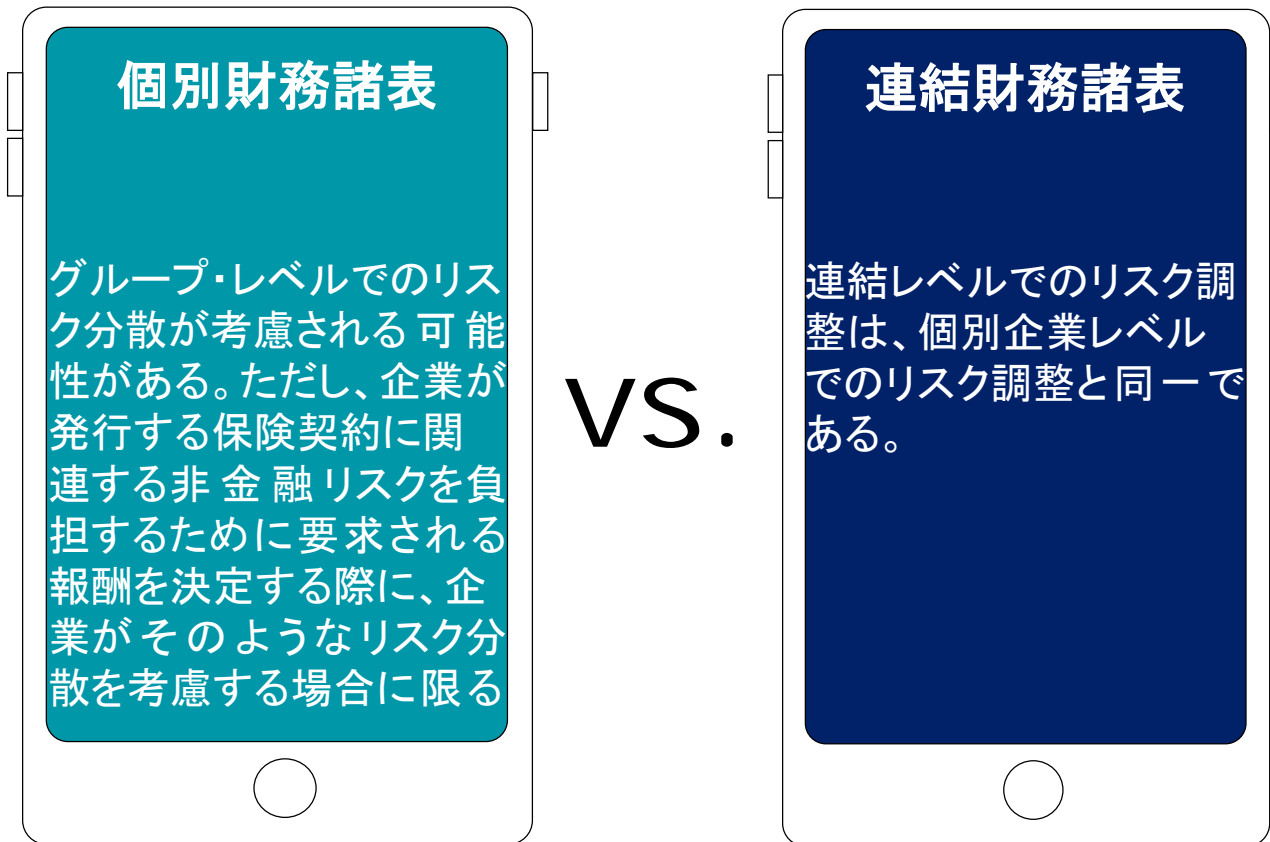 個別財務諸表
グループ・レベルでのリス
ク分散が考慮される可能
性がある。ただし、企業が
発行する保険契約に関
連する非金融リスクを負
担するために要求される
報酬を決定する際に、企
業がそのようなリスク分
散を考慮する場合に限る
vs.
連結財務諸表
連結レベルでのリスク調
整は、個別企業レベル
でのリスク調整と同一で
ある。